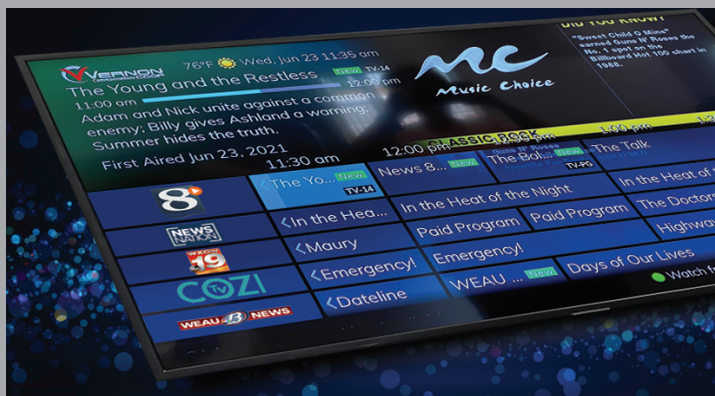 VERNON
76°F Wed, Jun 23 11:35 am
The Young and the Restless New TV-14
11:00 am 12:00 pm
Adam and Nick unite against a common
enemy; Billy gives Ashland a warning;
Summer hides the truth.
First Aired Jun 23, 2021
MC
Music Choice
DID YOU KNOW?
"Sweet Child O Mine"
earned Guns N' Roses the
No. 1 spot on the
Billboard Hot 100 chart in
1988.
CLASSIC ROCK
Guns N' Roses
11:30 am 12:00 pm 1:00 pm
8 The Yo... New TV-14 News 8... New The Bol... New TV-PG The Talk
NEWS NATION In the Hea... In the Heat of the Night In the Heat of
WXOW 19 Maury Paid Program Paid Program The Doctors
COZI TV Emergency! Emergency! Highway
WEAU 13 NEWS Dateline WEAU ... New Days of Our Lives
Watch